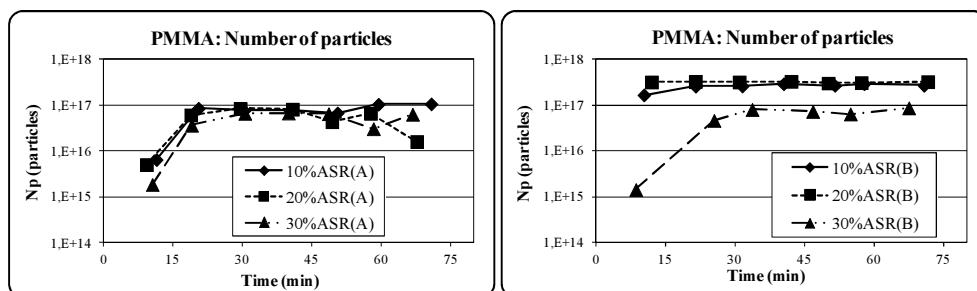 PMMA: Number of particles
1,E+18
1,E+17
1,E+16
1,E+15
1,E+14
Np (particles)
10%ASR(A)
20%ASR(A)
30%ASR(A)
0 15 30 45 60 75
Time (min)
PMMA: Number of particles
1,E+18
1,E+17
1,E+16
1,E+15
1,E+14
Np (particles)
10%ASR(B)
20%ASR(B)
30%ASR(B)
0 15 30 45 60 75
Time (min)